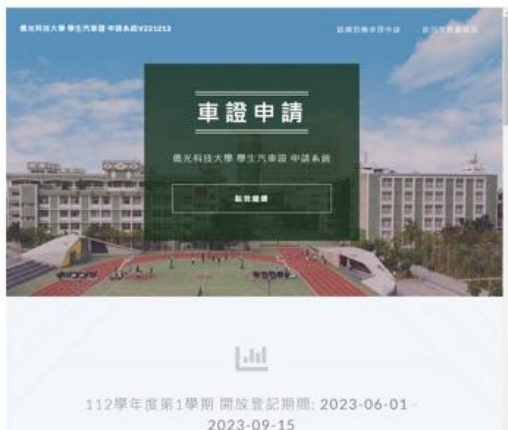 僑光科技大學 學生汽車證 申請系統V221213
車證申請
僑光科技大學 學生汽車證 申請系統
點我繼續
112學年度第1學期 開放登記期間: 2023-06-01 -
2023-09-15